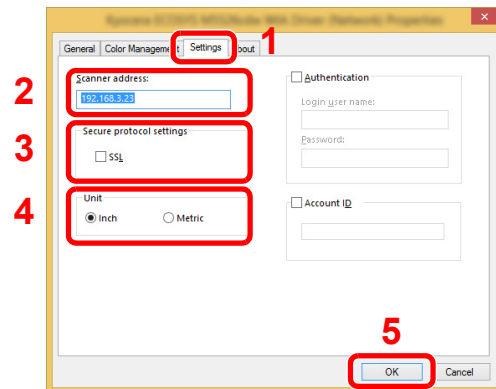 Kyocera ECOSYS M5526cdw WIA Driver (Network) Properties
1
General Color Management Settings bout
2
Scanner address:
192.168.3.23
3
Secure protocol settings
SSL
4
Unit
Inch Metric
Authentication
Login user name:
Password:
Account ID
5
OK Cancel